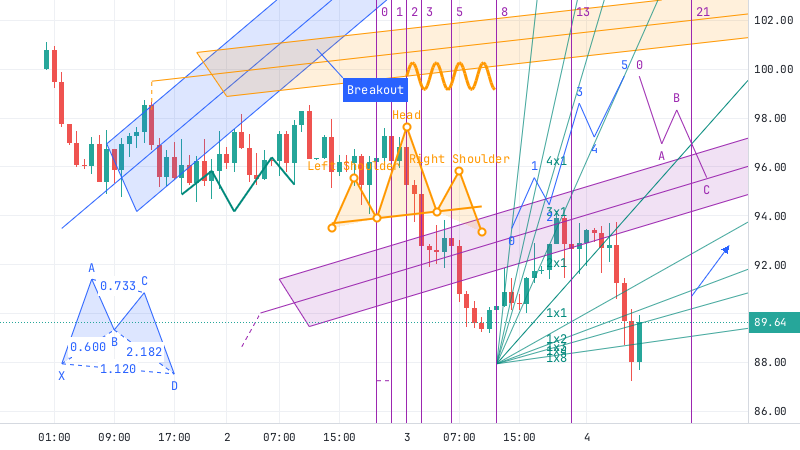 0 1 2 3 5 8 13 21
102.00
Breakout
100.00
5 0
3
B
98.00
Head
4
A
Left Shoulder Right Shoulder
4x1 1
96.00
C
3x1
2
94.00
0
2x1
92.00
A
0.733 C
1x1
89.64
B
0.600 2.182
1x2
1x8
88.00
X 1.120
D
86.00
01:00 09:00 17:00 2 07:00 15:00 3 07:00 15:00 4